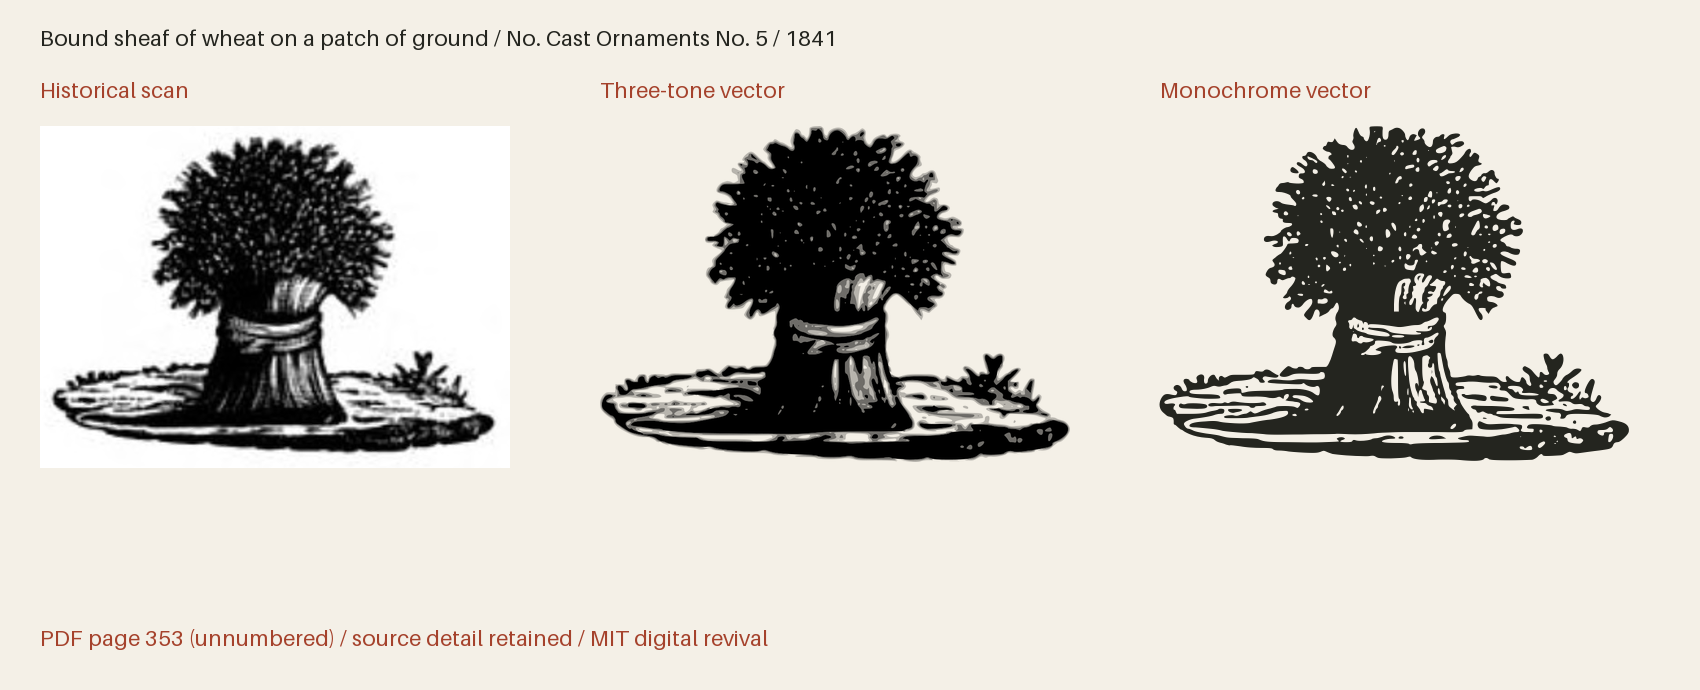 Bound sheaf of wheat on a patch of ground / No. Cast Ornaments No. 5 / 1841
Historical scan
Three-tone vector
Monochrome vector
PDF page 353 (unnumbered) / source detail retained / MIT digital revival